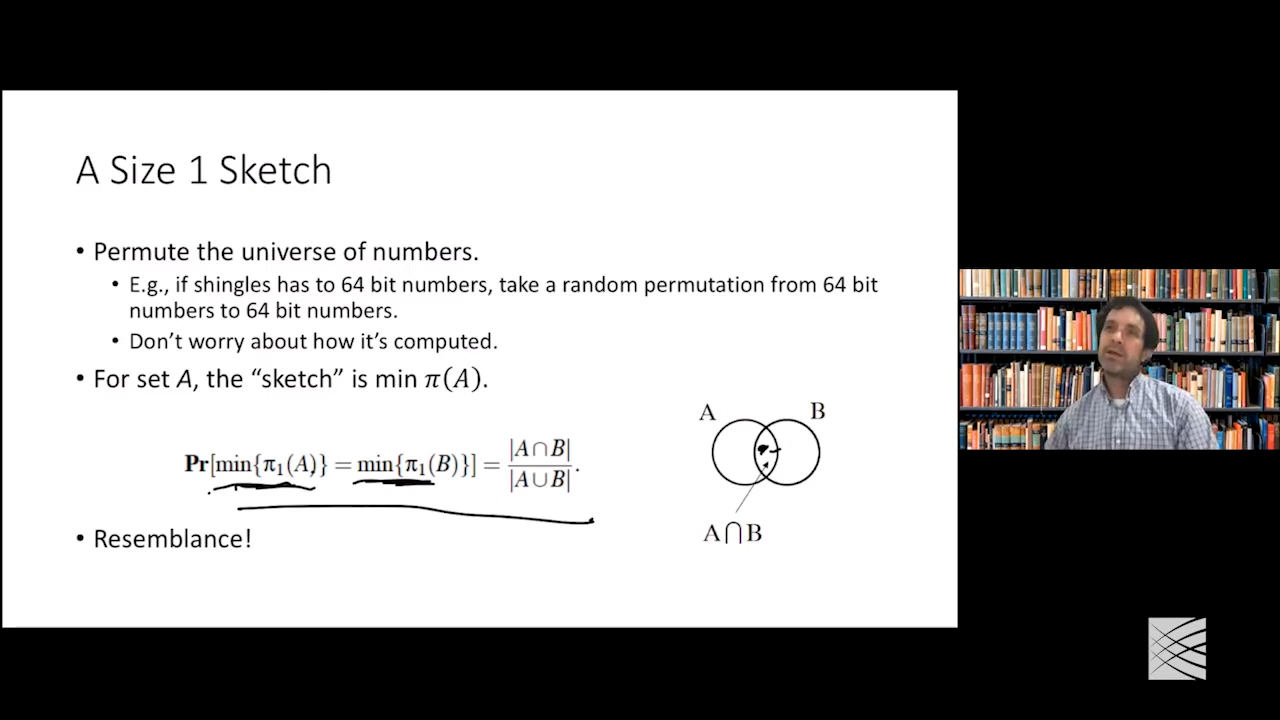 A Size 1 Sketch
• Permute the universe of numbers.
• E.g., if shingles has to 64 bit numbers, take a random permutation from 64 bit
numbers to 64 bit numbers.
• Don’t worry about how it’s computed.
• For set A, the “sketch” is min π(A).
A B
Pr[min{π₁(A)} = min{π₁(B)}] = |A∩B| / |A∪B|.
A∩B
• Resemblance!